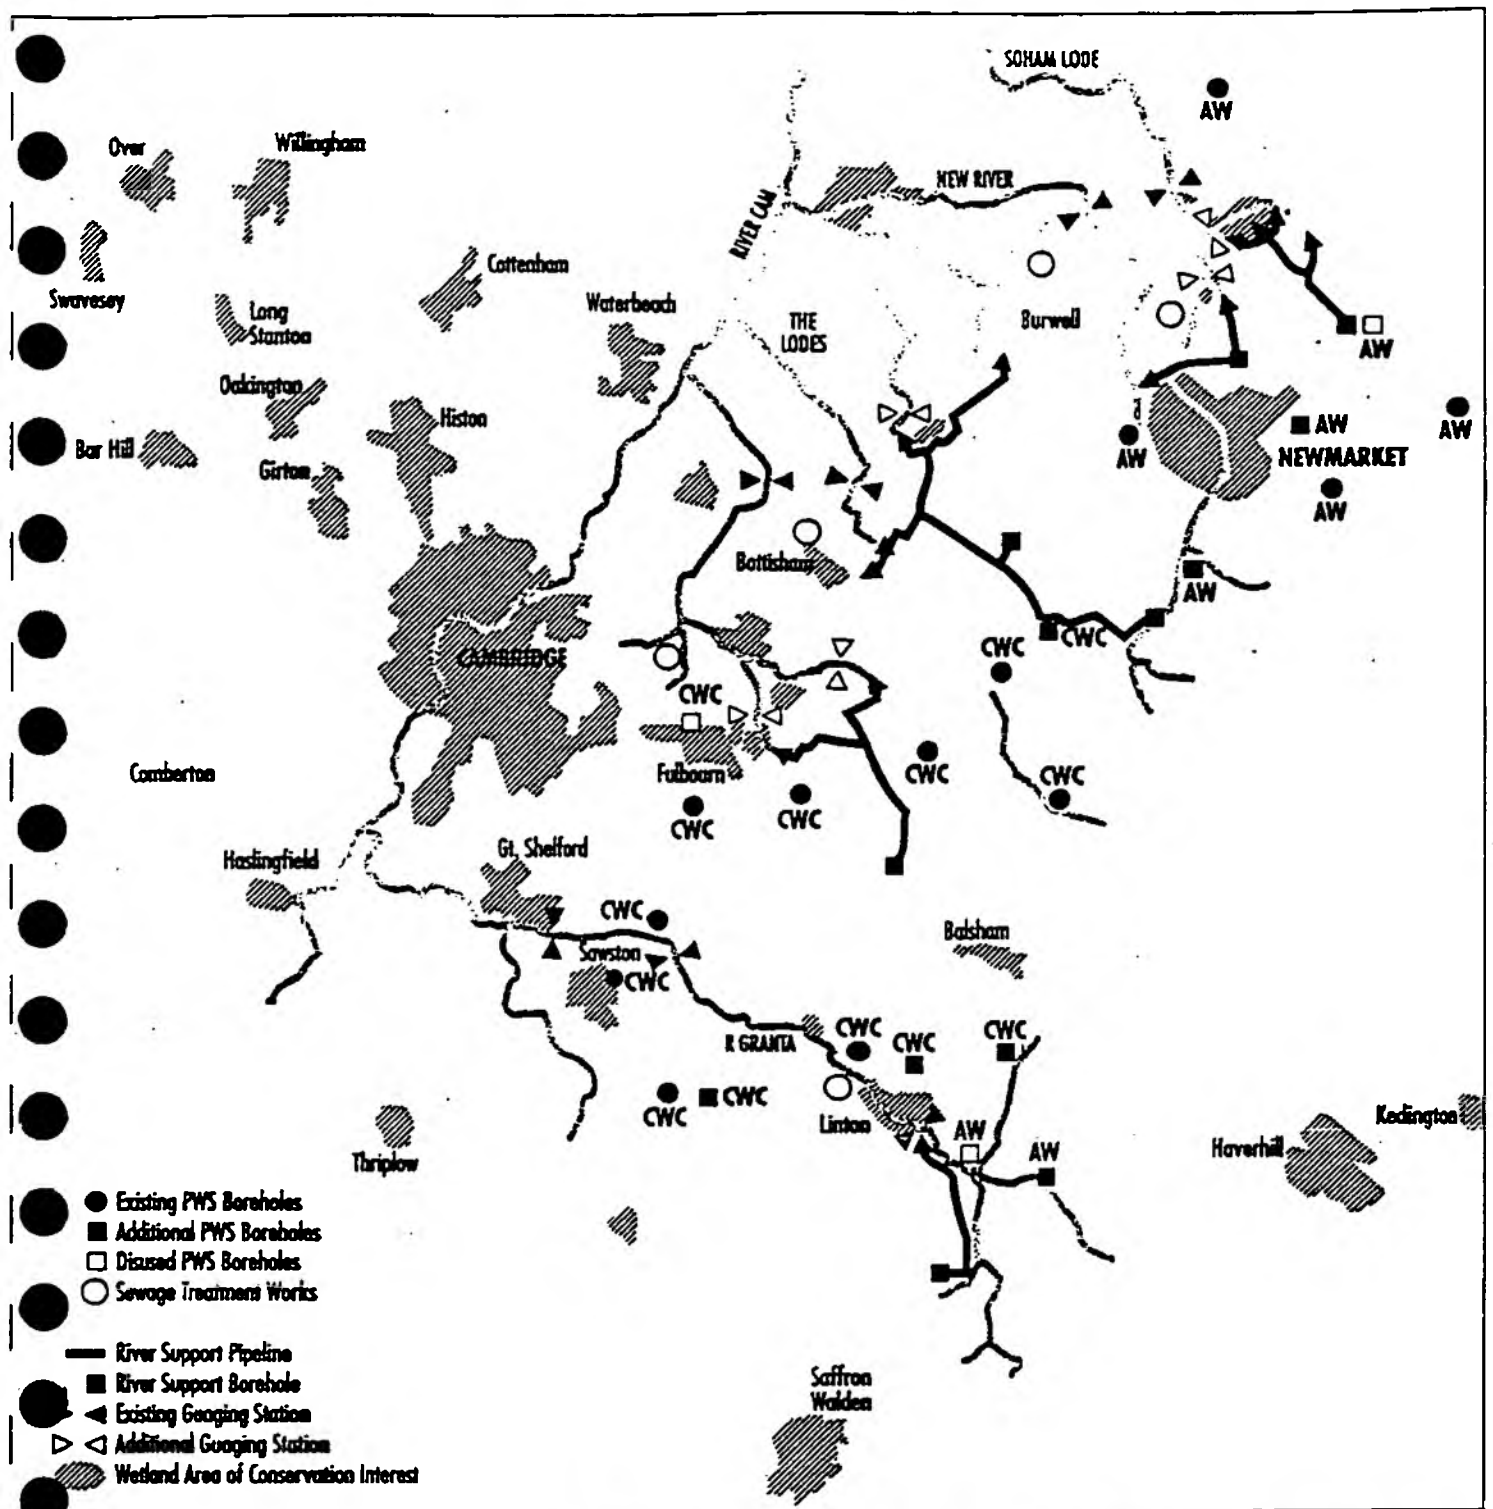 SOHAM LODE
AW
Over
Willingham
NEW RIVER
RIVER CAM
Cottenham
Swavesey
Long
Stanton
Waterbeach
THE
LODES
Burwell
AW
Oakington
Histon
Bar Hill
Girton
AW
AW
AW
NEWMARKET
AW
Bottisham
AW
CWC
CWC
CAMBRIDGE
CWC
Comberton
Fulbourn
CWC
CWC
CWC
CWC
Haslingfield
Gt. Shelford
CWC
Balsham
Sawston
CWC
R GRANTA
CWC
CWC
CWC
CWC
CWC
Linton
AW
AW
Thriplow
Haverhill
Kedington
Existing PWS Boreholes
Additional PWS Boreholes
Disused PWS Boreholes
Sewage Treatment Works
River Support Pipeline
River Support Borehole
Existing Guaging Station
Additional Guaging Station
Wetland Area of Conservation Interest
Saffron
Walden